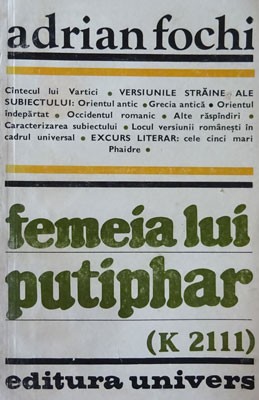 adrian fochi
Cîntecul lui Vartici • VERSIUNILE STRĂINE ALE
SUBIECTULUI: Orientul antic • Grecia antică • Orientul
îndepărtat • Occidentul romanic • Alte răspîndiri •
Caracterizarea subiectului • Locul versiunii românești în
cadrul universal • EXCURS LITERAR: cele cinci mari
Phaidre •
femeia lui
putiphar
(K 2111)
editura univers